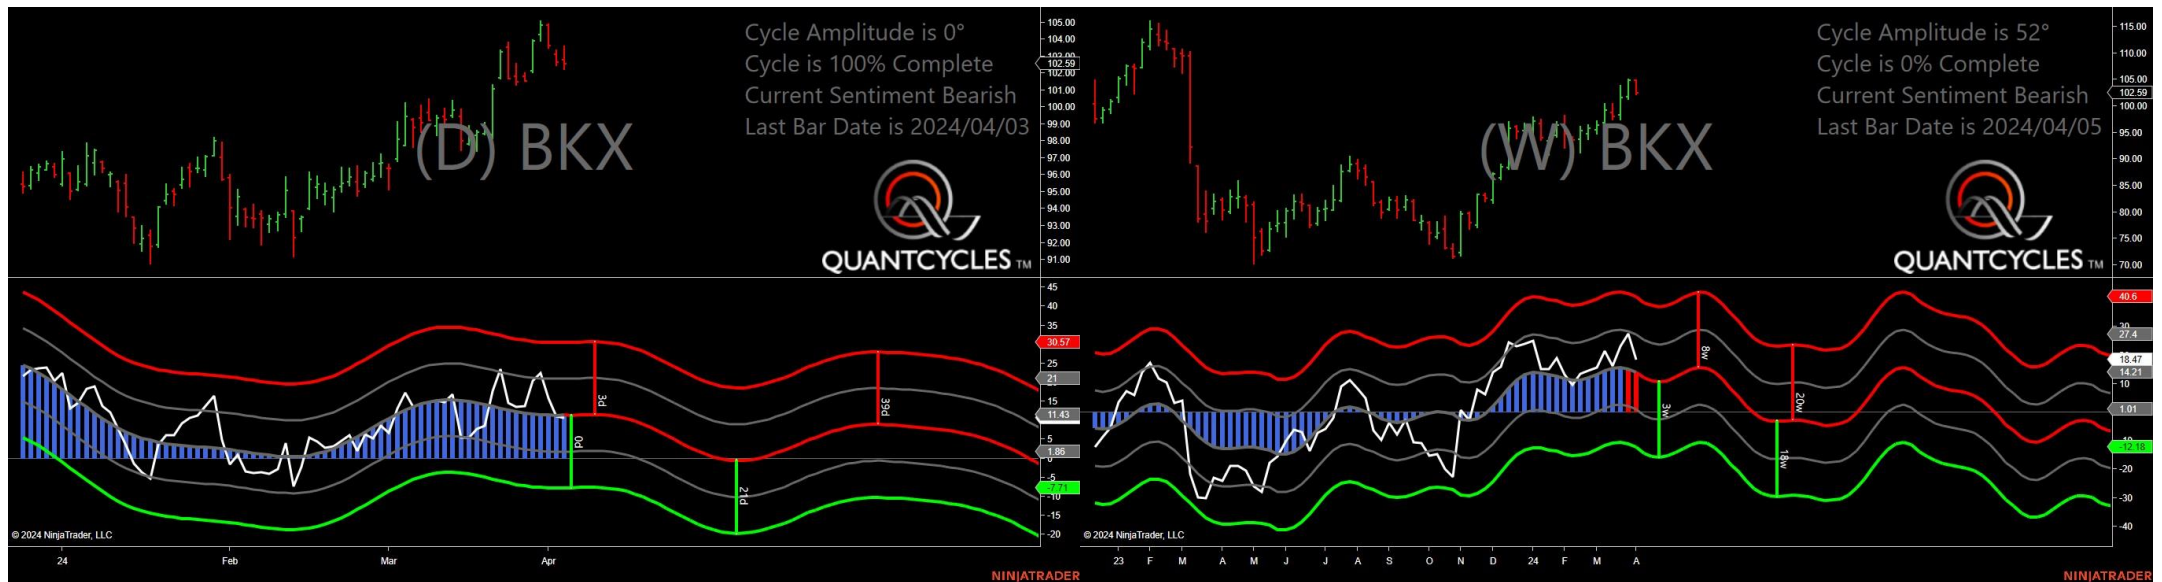 Cycle Amplitude is 0°
Cycle is 100% Complete
Current Sentiment Bearish
Last Bar Date is 2024/04/03
(D) BKX
QUANTCYCLES TM
105.00
104.00
102.59
102.00
101.00
100.00
99.00
98.00
97.00
96.00
95.00
94.00
93.00
92.00
91.00
45
40
35
30.57
21
15
11.43
5
1.86
-7.71
-10
-15
-20
3d
0d
21d
39d
© 2024 NinjaTrader, LLC
24 Feb Mar Apr
NINJATRADER
Cycle Amplitude is 52°
Cycle is 0% Complete
Current Sentiment Bearish
Last Bar Date is 2024/04/05
(W) BKX
QUANTCYCLES TM
115.00
110.00
105.00
102.59
100.00
95.00
90.00
85.00
80.00
75.00
70.00
40.6
27.4
18.47
14.21
10
1.01
-12.18
-20
-30
-40
8w
3w
20w
18w
© 2024 NinjaTrader, LLC
23 F M A M J J A S O N D 24 F M A
NINJATRADER